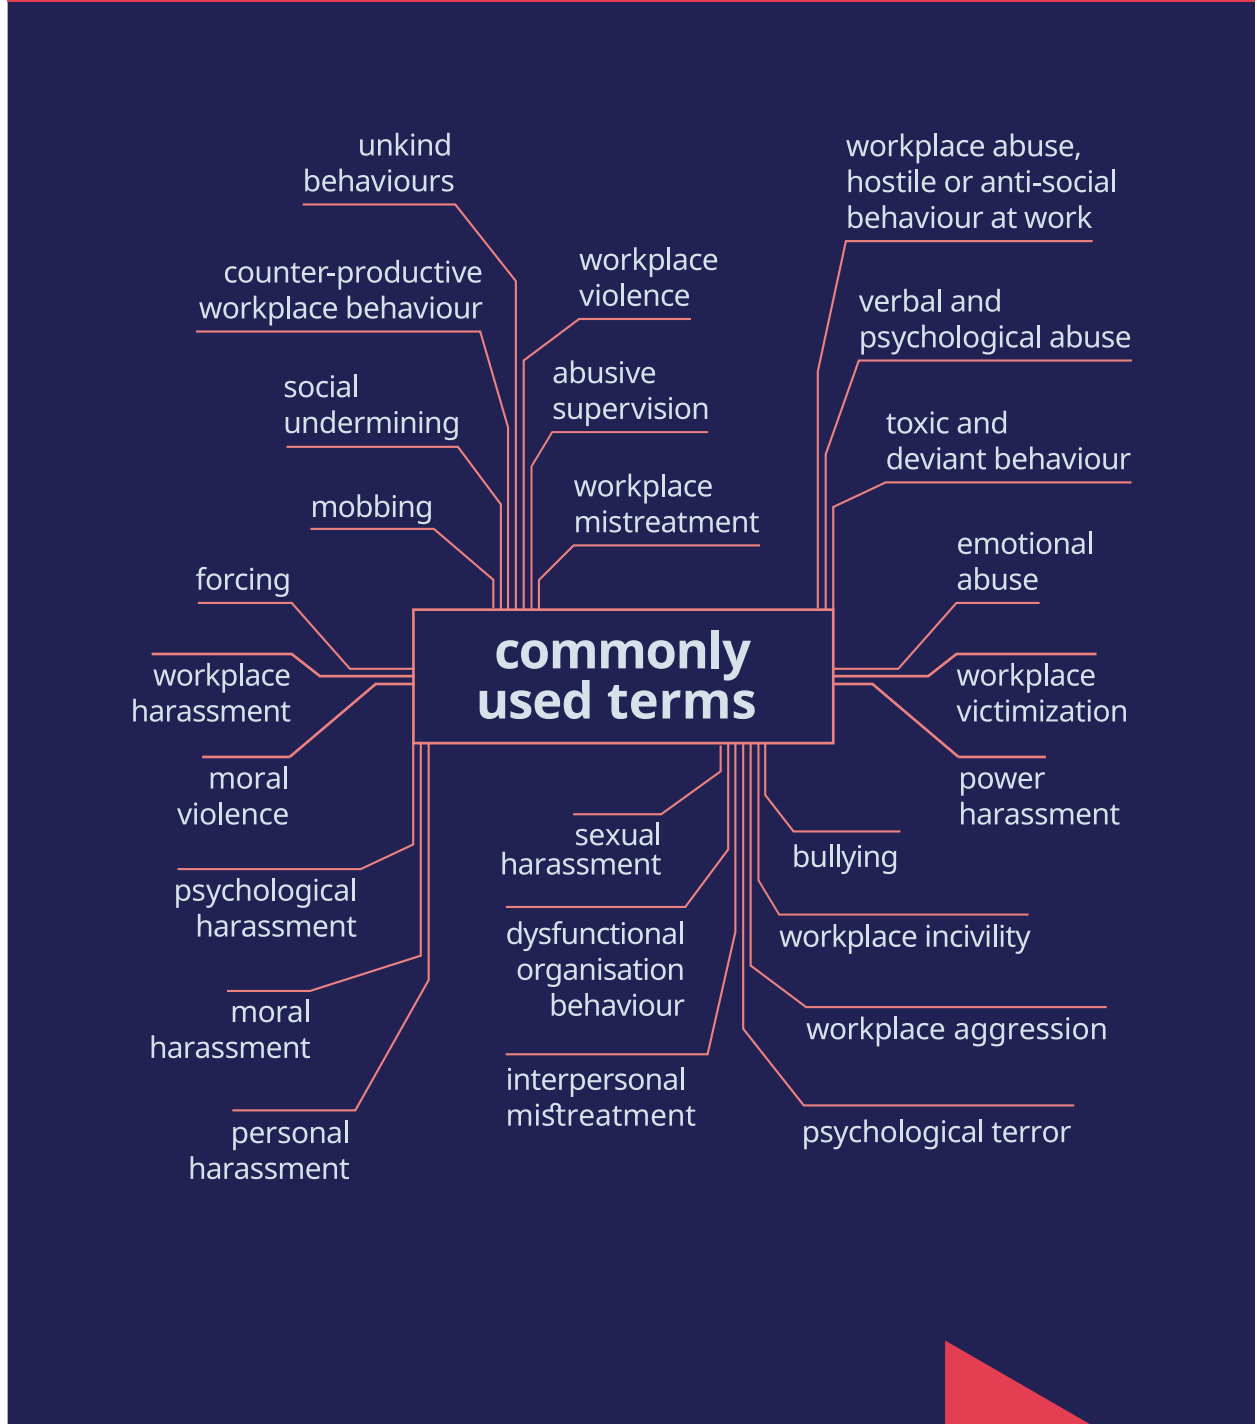 unkind
behaviours
counter-productive
workplace behaviour
social
undermining
mobbing
forcing
workplace
harassment
moral
violence
psychological
harassment
moral
harassment
personal
harassment
workplace
violence
abusive
supervision
workplace
mistreatment
commonly
used terms
sexual
harassment
dysfunctional
organisation
behaviour
interpersonal
mistreatment
workplace abuse,
hostile or anti-social
behaviour at work
verbal and
psychological abuse
toxic and
deviant behaviour
emotional
abuse
workplace
victimization
power
harassment
bullying
workplace incivility
workplace aggression
psychological terror